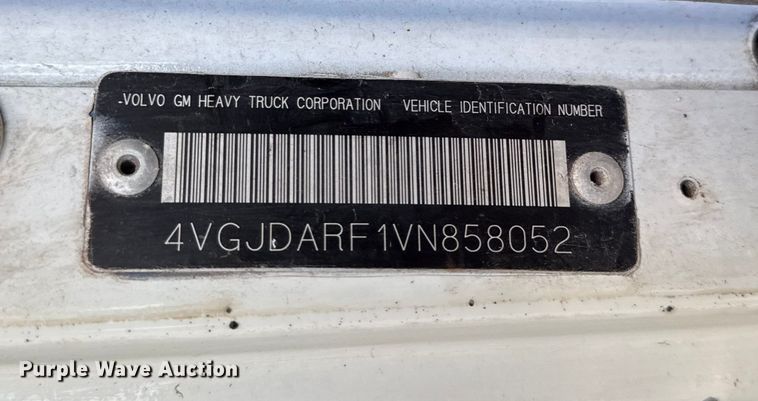 -VOLVO GM HEAVY TRUCK CORPORATION VEHICLE IDENTIFICATION NUMBER
4VGJDARF1VN858052
Purple Wave Auction